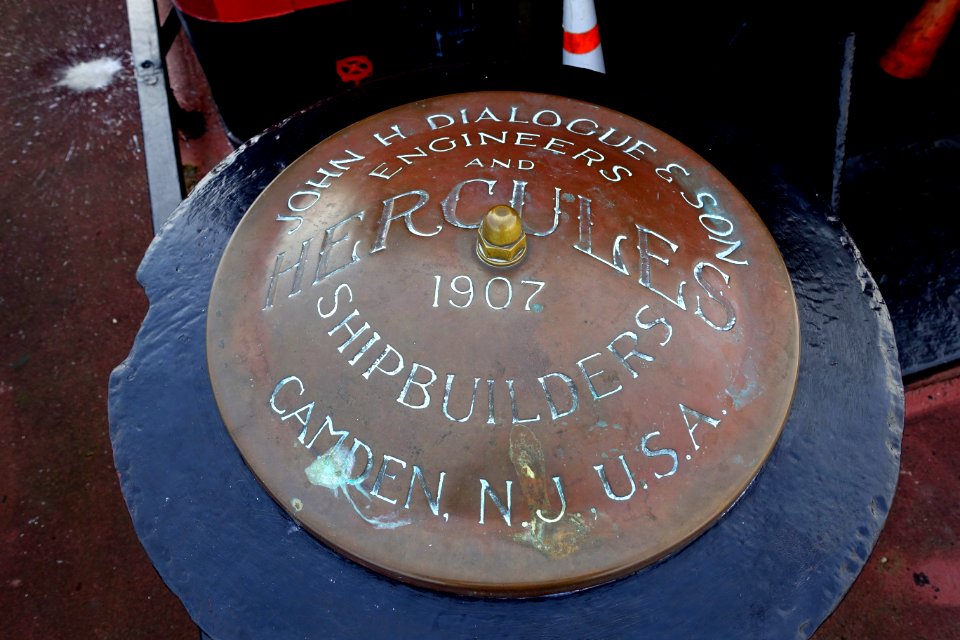 JOHN H DIALOGUE & SON
ENGINEERS
AND
HERCULES
1907
SHIPBUILDERS
CAMDEN, N.J., U.S.A.